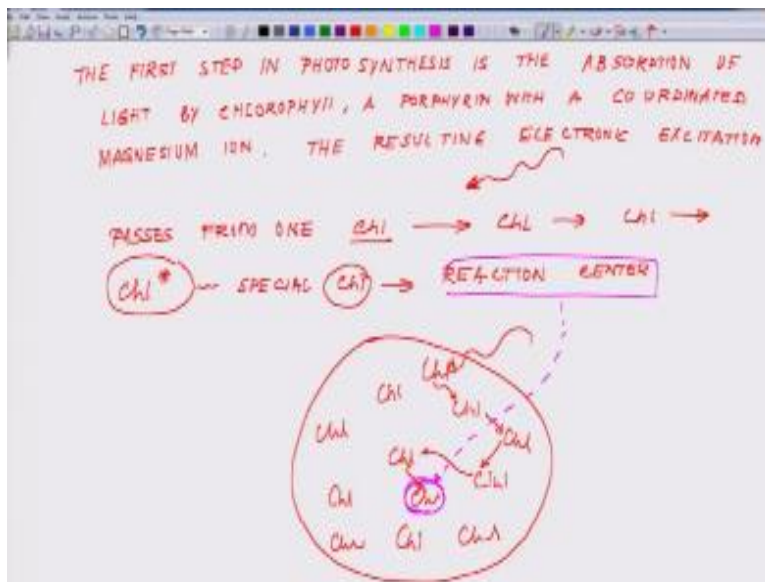 THE FIRST STEP IN PHOTOSYNTHESIS IS THE ABSORPTION OF
LIGHT BY CHLOROPHYll, A PORPHYRIN WITH A COORDINATED
MAGNESIUM ION. THE RESULTING ELECTRONIC EXCITATION
PASSES FROM ONE Chl → Chl → Chl →
Chl* SPECIAL Chl → REACTION CENTER
Chl
Chl Chl
Chl Chl
Chl Chl
Chl Chl
Chl Chl Chl